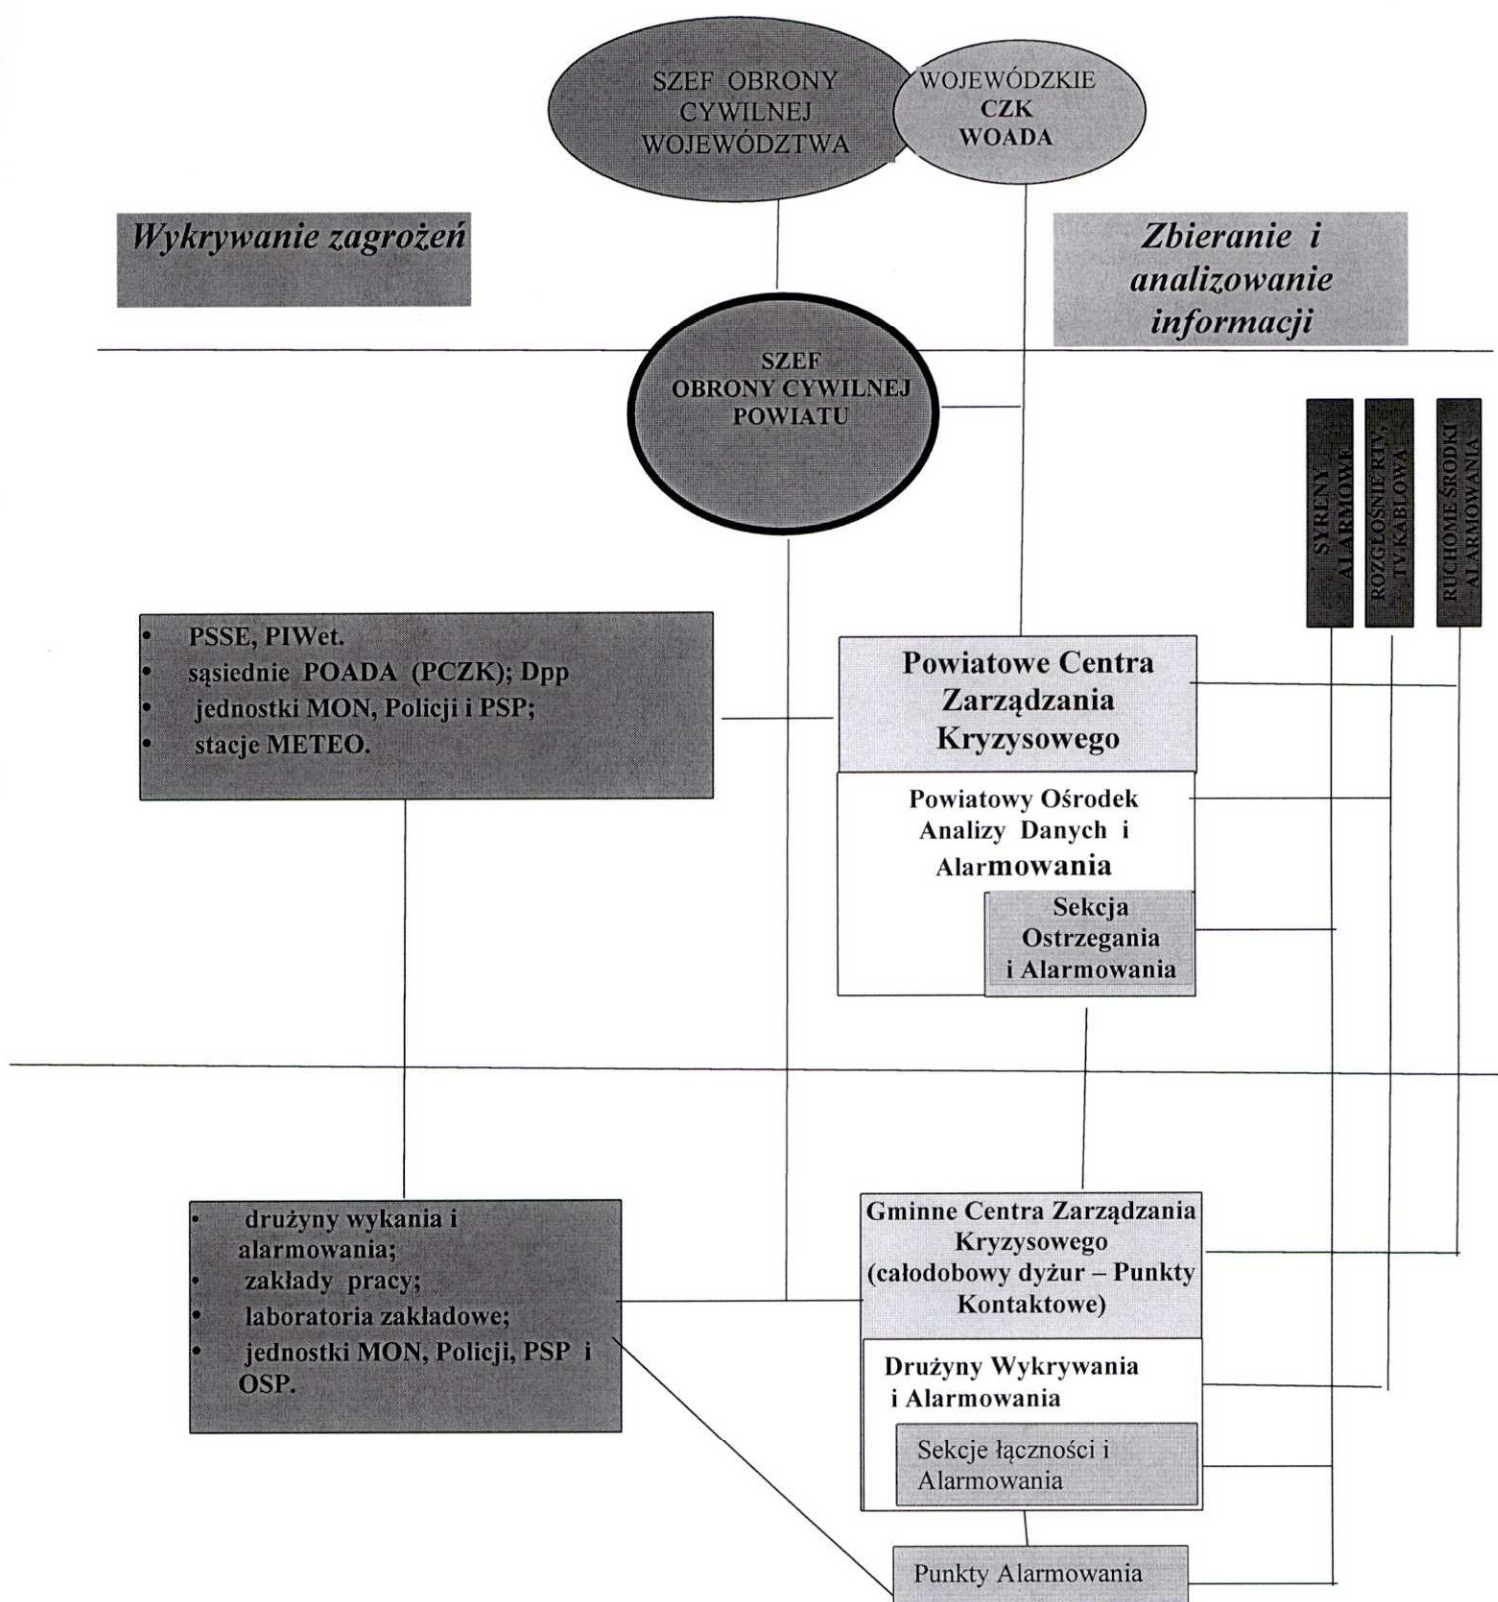 SZEF OBRONY
CYWILNEJ
WOJEWÓDZTWA
WOJEWÓDZKIE
CZK
WOADA
Wykrywanie zagrożeń
Zbieranie i
analizowanie
informacji
SZEF
OBRONY CYWILNEJ
POWIATU
SYRENY
ALARMOWE
ROZGŁOŚNIE RTV,
TV KABLOWA
RUCHOME ŚRODKI
ALARMOWANIA
• PSSE, PIWet.
• sąsiednie POADA (PCZK); Dpp
• jednostki MON, Policji i PSP;
• stacje METEO.
Powiatowe Centra
Zarządzania
Kryzysowego
Powiatowy Ośrodek
Analizy Danych i
Alarmowania
Sekcja
Ostrzegania
i Alarmowania
• drużyny wykania i
alarmowania;
• zakłady pracy;
• laboratoria zakładowe;
• jednostki MON, Policji, PSP i
OSP.
Gminne Centra Zarządzania
Kryzysowego
(całodobowy dyżur – Punkty
Kontaktowe)
Drużyny Wykrywania
i Alarmowania
Sekcje łączności i
Alarmowania
Punkty Alarmowania